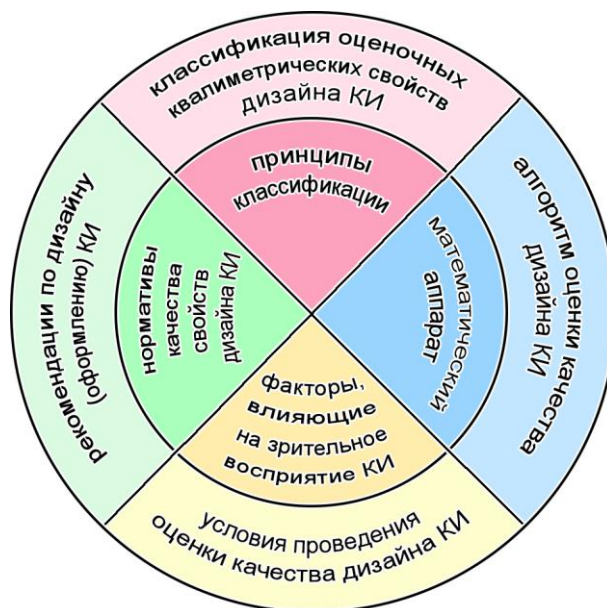 классификация оценочных
квалиметрических свойств
дизайна КИ
принципы
классификации
алгоритм оценки качества
дизайна КИ
математический
аппарат
факторы,
влияющие
на зрительное
восприятие КИ
условия проведения
оценки качества дизайна КИ
рекомендации по дизайну
(оформлению) КИ
нормативы
качества
свойств
дизайна КИ